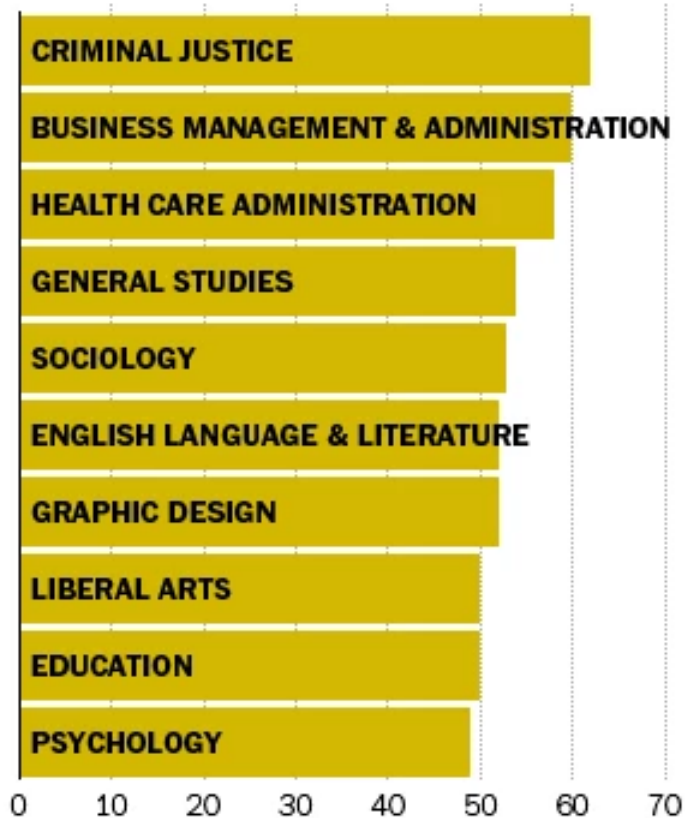 CRIMINAL JUSTICE
BUSINESS MANAGEMENT & ADMINISTRATION
HEALTH CARE ADMINISTRATION
GENERAL STUDIES
SOCIOLOGY
ENGLISH LANGUAGE & LITERATURE
GRAPHIC DESIGN
LIBERAL ARTS
EDUCATION
PSYCHOLOGY
0 10 20 30 40 50 60 70